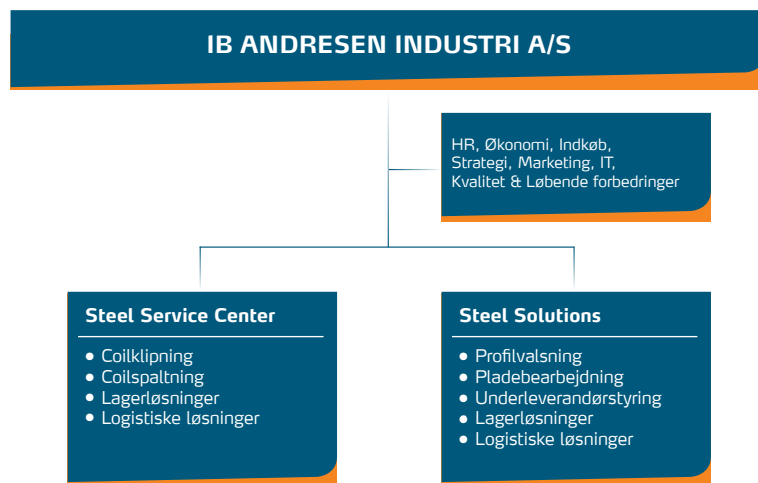 IB ANDRESEN INDUSTRI A/S
HR, Økonomi, Indkøb,
Strategi, Marketing, IT,
Kvalitet & Løbende forbedringer
Steel Service Center
• Coilklipning
• Coilspaltning
• Lagerløsninger
• Logistiske løsninger
Steel Solutions
• Profilvalsning
• Pladebearbejdning
• Underleverandørstyring
• Lagerløsninger
• Logistiske løsninger